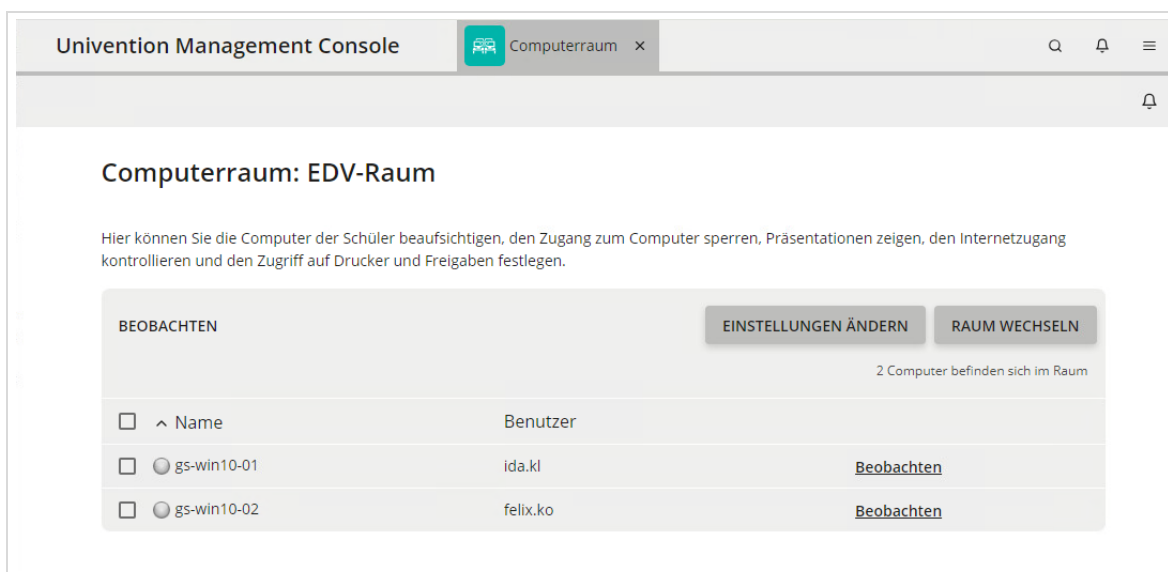 Univention Management Console
Computerraum ×
Computerraum: EDV-Raum
Hier können Sie die Computer der Schüler beaufsichtigen, den Zugang zum Computer sperren, Präsentationen zeigen, den Internetzugang
kontrollieren und den Zugriff auf Drucker und Freigaben festlegen.
BEOBACHTEN
EINSTELLUNGEN ÄNDERN
RAUM WECHSELN
2 Computer befinden sich im Raum
Name Benutzer
gs-win10-01 ida.kl Beobachten
gs-win10-02 felix.ko Beobachten